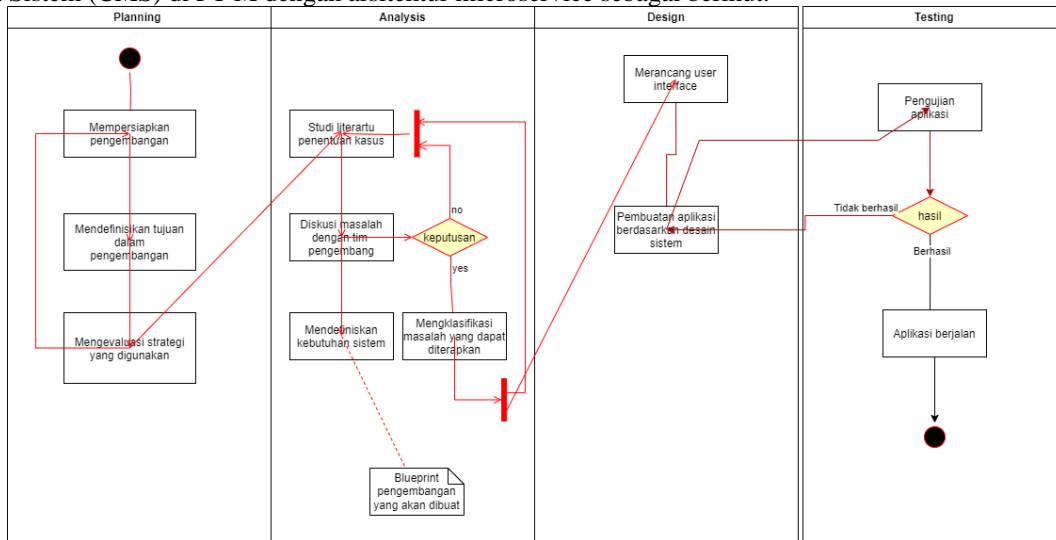 Sistem (CMS) di PT M dengan arsitektur microservice sebagai berikut:
Planning
Analysis
Design
Testing
Mempersiapkan
pengembangan
Mendefinisikan tujuan
dalam
pengembangan
Mengevaluasi strategi
yang digunakan
Studi literartu
penentuan kasus
Diskusi masalah
dengan tim
pengembang
keputusan
no
yes
Mendefiniskan
kebutuhan sistem
Mengklasifikasi
masalah yang dapat
diterapkan
Blueprint
pengembangan
yang akan dibuat
Merancang user
interface
Pembuatan aplikasi
berdasarkan desain
sistem
Pengujian
aplikasi
Tidak berhasil
hasil
Berhasil
Aplikasi berjalan